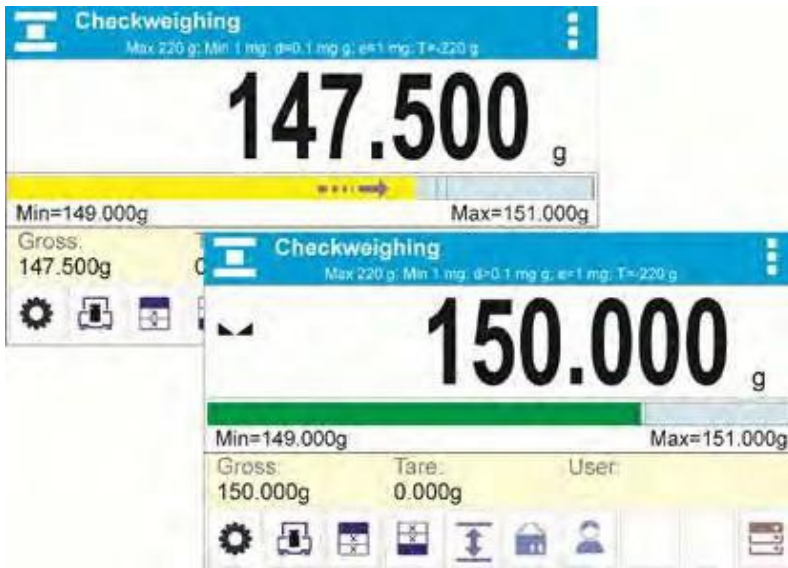 Checkweighing
Max 220 g; Min 1 mg; d=0.1 mg g; e=1 mg; T=-220 g
147.500 g
Min=149.000g Max=151.000g
Gross:
147.500g
Checkweighing
Max 220 g; Min 1 mg; d=0.1 mg g; e=1 mg; T=-220 g
150.000 g
Min=149.000g Max=151.000g
Gross: Tare: User:
150.000g 0.000g